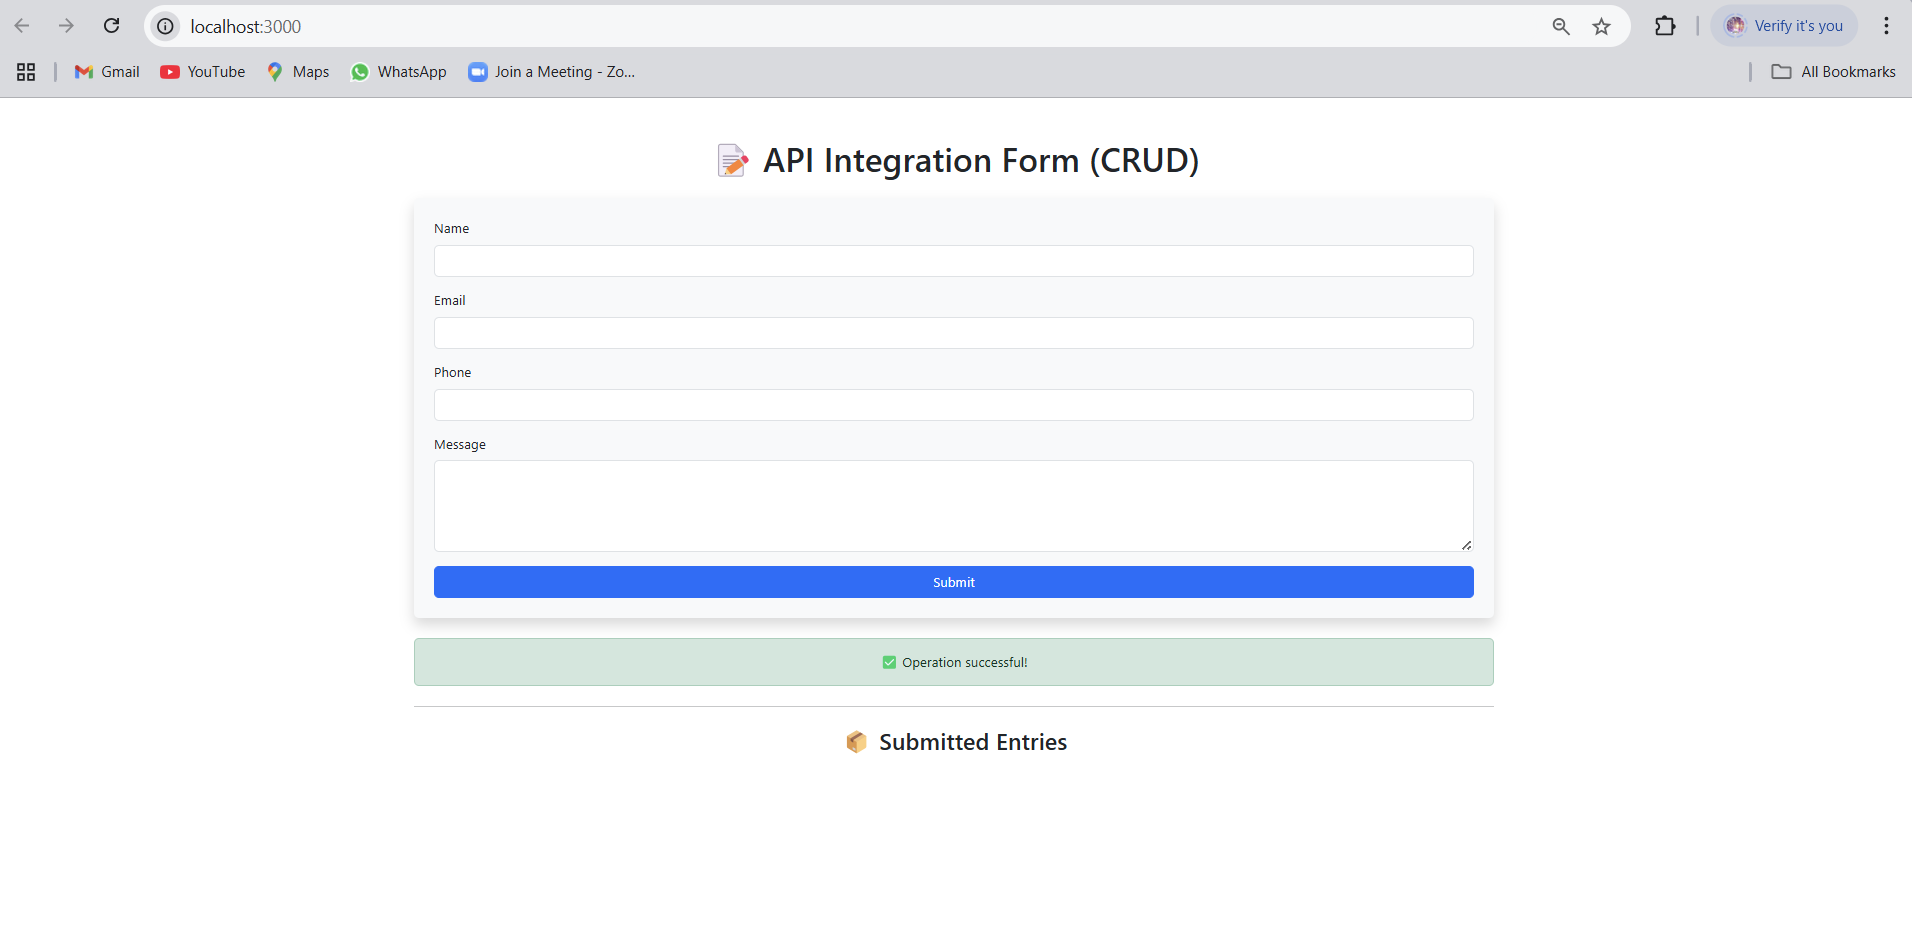 localhost:3000
Verify it's you
Gmail
YouTube
Maps
WhatsApp
Join a Meeting - Zo...
All Bookmarks
API Integration Form (CRUD)
Name
Email
Phone
Message
Submit
Operation successful!
Submitted Entries